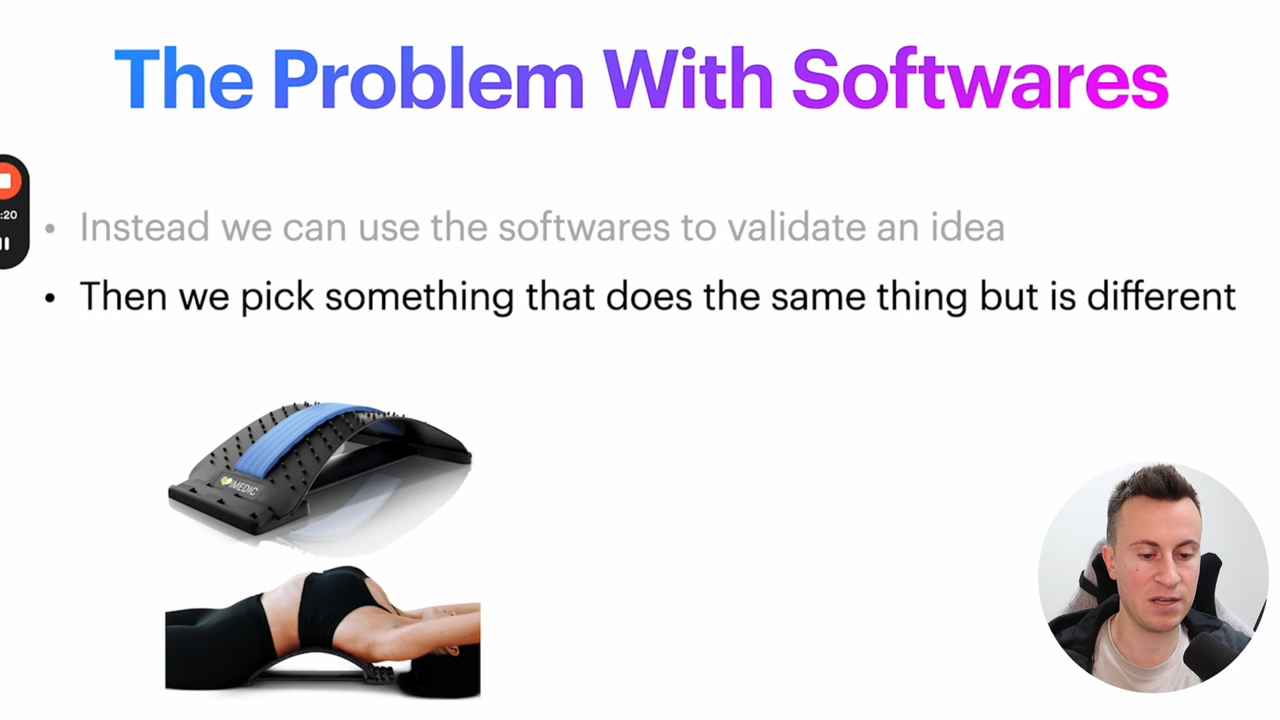 The Problem With Softwares
:20
• Instead we can use the softwares to validate an idea
• Then we pick something that does the same thing but is different
MEDIC